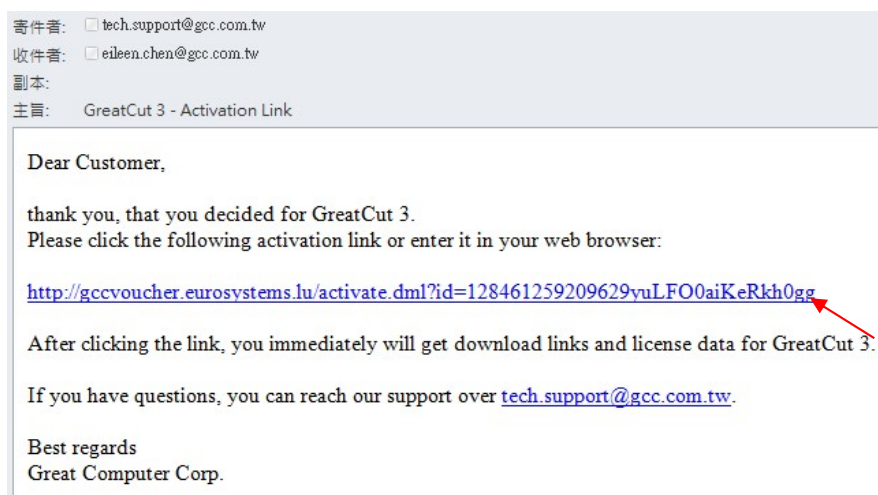 寄件者: tech.support@gcc.com.tw
收件者: eileen.chen@gcc.com.tw
副本:
主旨: GreatCut 3 - Activation Link
Dear Customer,
thank you, that you decided for GreatCut 3.
Please click the following activation link or enter it in your web browser:
http://gccvoucher.eurosystems.lu/activate.dml?id=128461259209629yuLFO0aiKeRkh0gg
After clicking the link, you immediately will get download links and license data for GreatCut 3.
If you have questions, you can reach our support over tech.support@gcc.com.tw.
Best regards
Great Computer Corp.